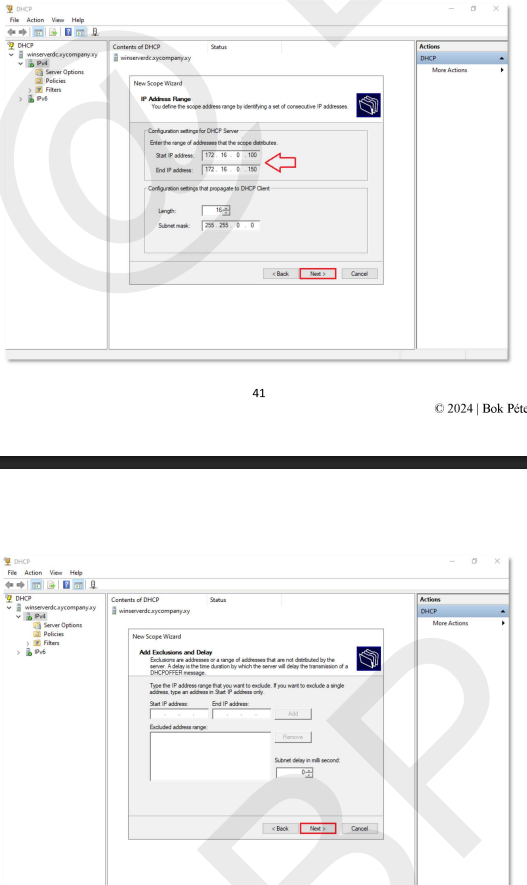 DHCP
File Action View Help
DHCP
winserverdc.xycompany.xy
IPv4
Server Options
Policies
Filters
IPv6
Contents of DHCP Status
winserverdc.xycompany.xy
Actions
DHCP
More Actions
New Scope Wizard
IP Address Range
You define the scope address range by identifying a set of consecutive IP addresses.
Configuration settings for DHCP Server
Enter the range of addresses that the scope distributes.
Start IP address: 172 . 16 . 0 . 100
End IP address: 172 . 16 . 0 . 150
Configuration settings that propagate to DHCP Client
Length: 16
Subnet mask: 255 . 255 . 0 . 0
< Back Next > Cancel
41
© 2024 | Bok Péte
DHCP
File Action View Help
DHCP
winserverdc.xycompany.xy
IPv4
Server Options
Policies
Filters
IPv6
Contents of DHCP Status
winserverdc.xycompany.xy
Actions
DHCP
More Actions
New Scope Wizard
Add Exclusions and Delay
Exclusions are addresses or a range of addresses that are not distributed by the
server. A delay is the time duration by which the server will delay the transmission of a
DHCPOFFER message.
Type the IP address range that you want to exclude. If you want to exclude a single
address, type an address in Start IP address only.
Start IP address: End IP address:
Add
Excluded address range:
Remove
Subnet delay in milli second:
0
< Back Next > Cancel
@
BP